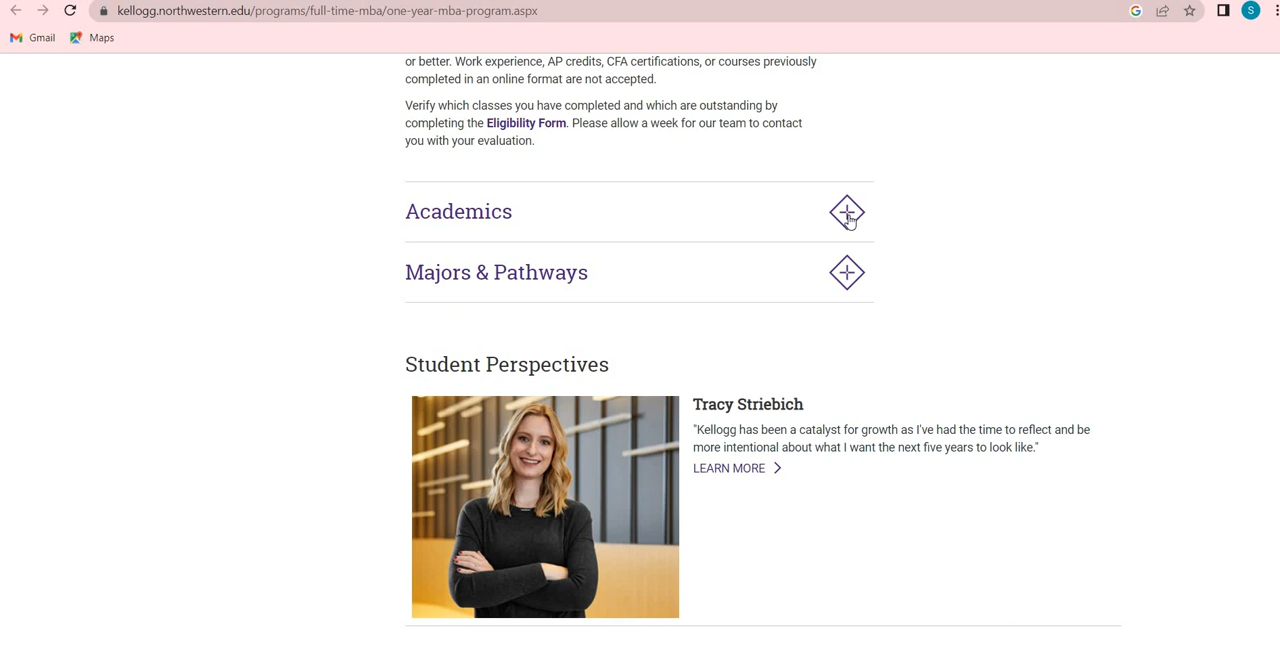 kellogg.northwestern.edu/programs/full-time-mba/one-year-mba-program.aspx
S
Gmail
Maps
or better. Work experience, AP credits, CFA certifications, or courses previously
completed in an online format are not accepted.
Verify which classes you have completed and which are outstanding by
completing the Eligibility Form. Please allow a week for our team to contact
you with your evaluation.
Academics
Majors & Pathways
Student Perspectives
Tracy Striebich
"Kellogg has been a catalyst for growth as I've had the time to reflect and be
more intentional about what I want the next five years to look like."
LEARN MORE